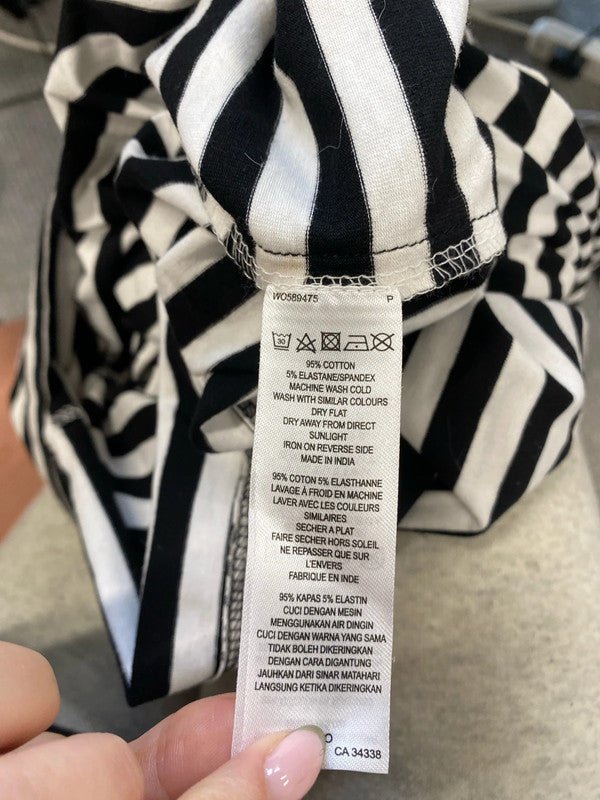 WO589475 P
30
95% COTTON
5% ELASTANE/SPANDEX
MACHINE WASH COLD
WASH WITH SIMILAR COLOURS
DRY FLAT
DRY AWAY FROM DIRECT
SUNLIGHT
IRON ON REVERSE SIDE
MADE IN INDIA
95% COTON 5% ELASTHANNE
LAVAGE À FROID EN MACHINE
LAVER AVEC LES COULEURS
SIMILAIRES
SECHER A PLAT
FAIRE SECHER HORS SOLEIL
NE REPASSER QUE SUR
L'ENVERS
FABRIQUE EN INDE
95% KAPAS 5% ELASTIN
CUCI DENGAN MESIN
MENGGUNAKAN AIR DINGIN
CUCI DENGAN WARNA YANG SAMA
TIDAK BOLEH DIKERINGKAN
DENGAN CARA DIGANTUNG
JAUHKAN DARI SINAR MATAHARI
LANGSUNG KETIKA DIKERINGKAN
CA 34338